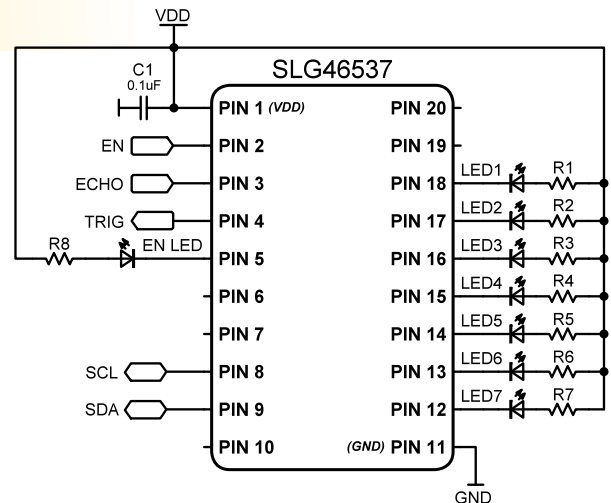 VDD
C1
0.1uF
SLG46537
PIN 1 (VDD)
PIN 20
EN
PIN 2
PIN 19
ECHO
PIN 3
PIN 18
LED1
R1
TRIG
PIN 4
PIN 17
LED2
R2
R8
EN LED
PIN 5
PIN 16
LED3
R3
PIN 6
PIN 15
LED4
R4
PIN 7
PIN 14
LED5
R5
SCL
PIN 8
PIN 13
LED6
R6
SDA
PIN 9
PIN 12
LED7
R7
PIN 10
(GND) PIN 11
GND